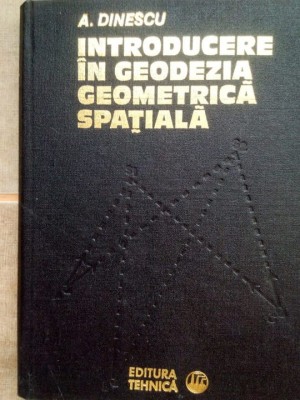 A. DINESCU
INTRODUCERE
ÎN GEODEZIA
GEOMETRICĂ
SPAȚIALĂ
EDITURA
TEHNICĂ